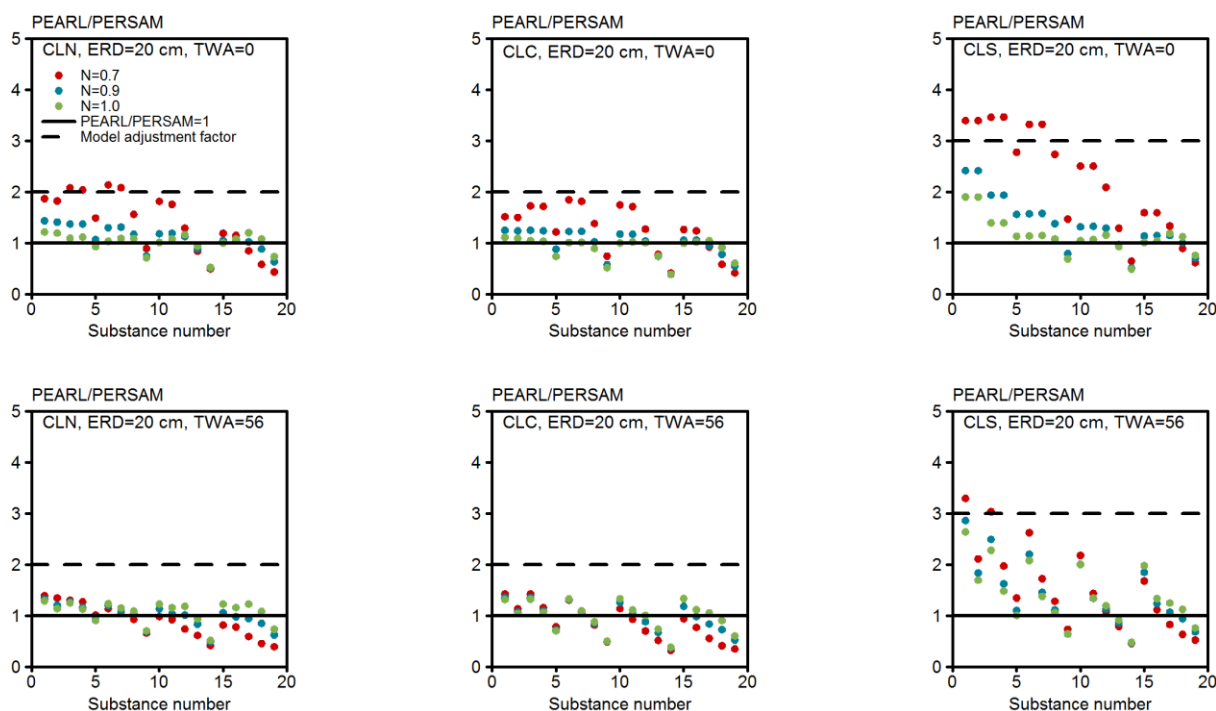 PEARL/PERSAM
5
CLN, ERD=20 cm, TWA=0
N=0.7
4
N=0.9
N=1.0
PEARL/PERSAM=1
3
Model adjustment factor
2
1
0
0 5 10 15 20
Substance number
PEARL/PERSAM
5
CLC, ERD=20 cm, TWA=0
4
3
2
1
0
0 5 10 15 20
Substance number
PEARL/PERSAM
5
CLS, ERD=20 cm, TWA=0
4
3
2
1
0
0 5 10 15 20
Substance number
PEARL/PERSAM
5
CLN, ERD=20 cm, TWA=56
4
3
2
1
0
0 5 10 15 20
Substance number
PEARL/PERSAM
5
CLC, ERD=20 cm, TWA=56
4
3
2
1
0
0 5 10 15 20
Substance number
PEARL/PERSAM
5
CLS, ERD=20 cm, TWA=56
4
3
2
1
0
0 5 10 15 20
Substance number